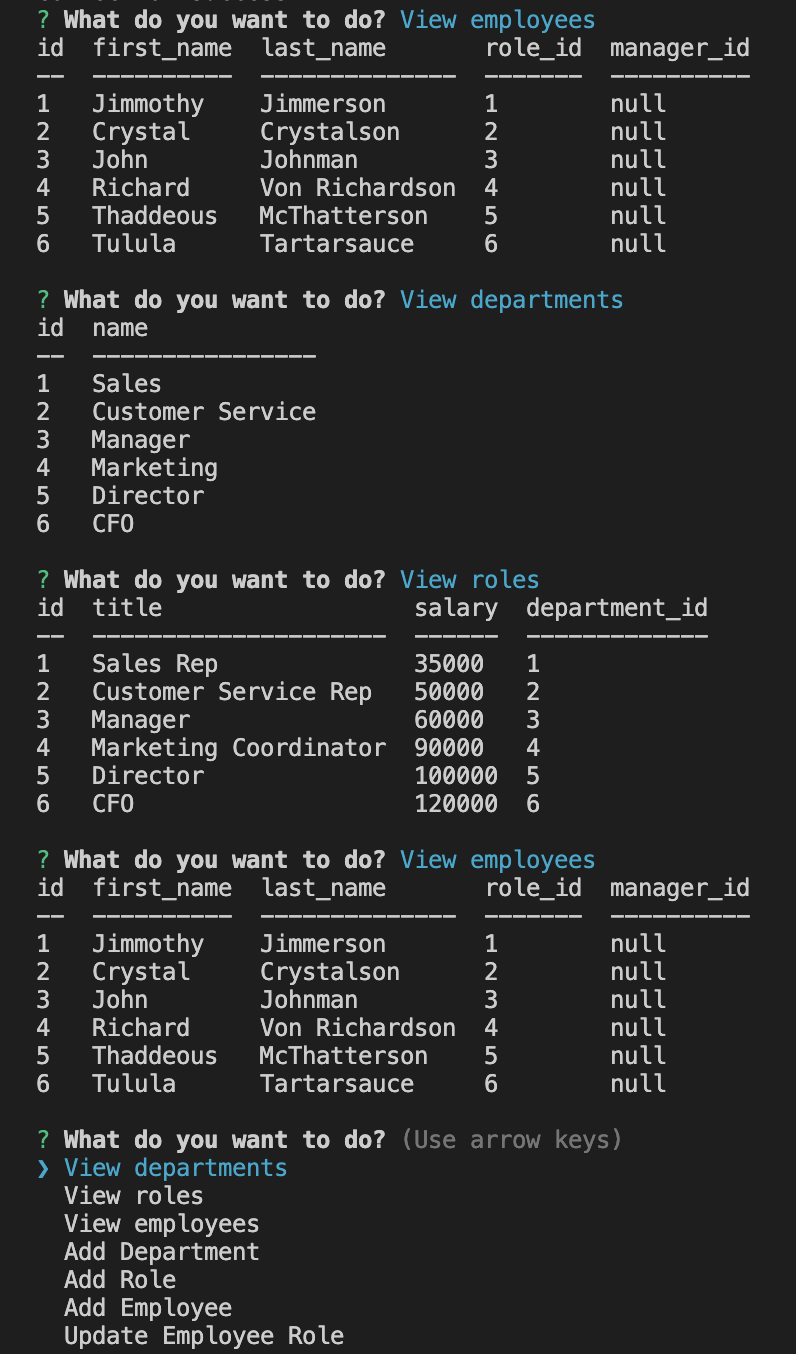 ? What do you want to do? View employees
id  first_name  last_name       role_id  manager_id
--  ----------  --------------  -------  ----------
1   Jimmothy    Jimmerson       1        null
2   Crystal     Crystalson      2        null
3   John        Johnman         3        null
4   Richard     Von Richardson  4        null
5   Thaddeous   McThatterson    5        null
6   Tulula      Tartarsauce     6        null
? What do you want to do? View departments
id  name
--  ----------------
1   Sales
2   Customer Service
3   Manager
4   Marketing
5   Director
6   CFO
? What do you want to do? View roles
id  title                  salary  department_id
--  ---------------------  ------  -------------
1   Sales Rep              35000   1
2   Customer Service Rep   50000   2
3   Manager                60000   3
4   Marketing Coordinator  90000   4
5   Director               100000  5
6   CFO                    120000  6
? What do you want to do? View employees
id  first_name  last_name       role_id  manager_id
--  ----------  --------------  -------  ----------
1   Jimmothy    Jimmerson       1        null
2   Crystal     Crystalson      2        null
3   John        Johnman         3        null
4   Richard     Von Richardson  4        null
5   Thaddeous   McThatterson    5        null
6   Tulula      Tartarsauce     6        null
? What do you want to do? (Use arrow keys)
❯ View departments
View roles
View employees
Add Department
Add Role
Add Employee
Update Employee Role